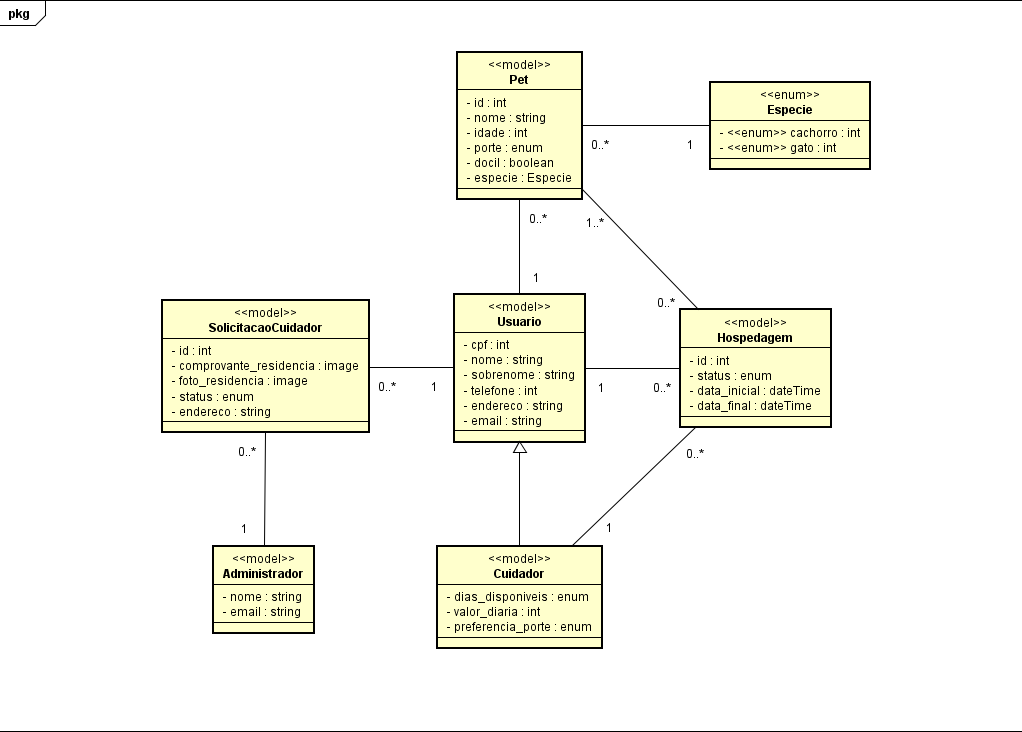 pkg
<<model>>
Pet
- id : int
- nome : string
- idade : int
- porte : enum
- docil : boolean
- especie : Especie
<<enum>>
Especie
- <<enum>> cachorro : int
- <<enum>> gato : int
0..*
1
0..*
1..*
1
0..*
<<model>>
SolicitacaoCuidador
- id : int
- comprovante_residencia : image
- foto_residencia : image
- status : enum
- endereco : string
<<model>>
Usuario
- cpf : int
- nome : string
- sobrenome : string
- telefone : int
- endereco : string
- email : string
<<model>>
Hospedagem
- id : int
- status : enum
- data_inicial : dateTime
- data_final : dateTime
0..*
1
1
0..*
0..*
0..*
1
1
<<model>>
Administrador
- nome : string
- email : string
<<model>>
Cuidador
- dias_disponiveis : enum
- valor_diaria : int
- preferencia_porte : enum